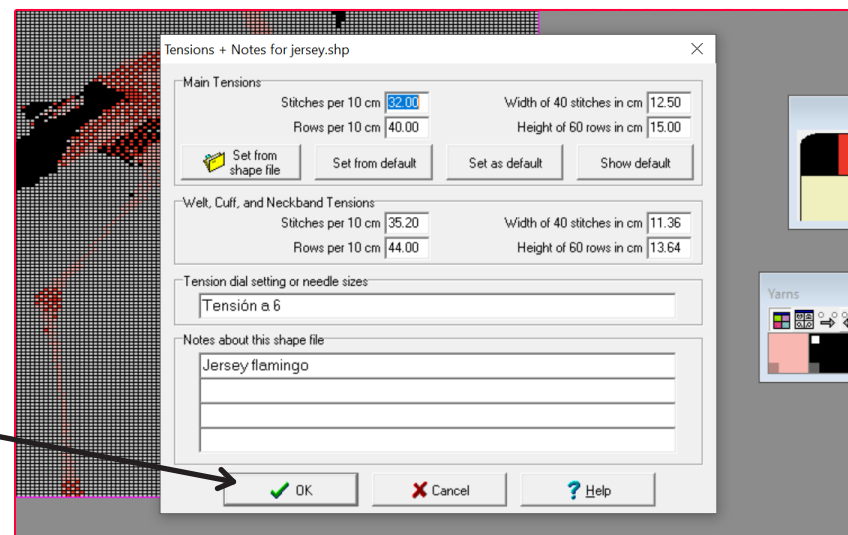 Tensions + Notes for jersey.shp
Main Tensions
Stitches per 10 cm 32.00 Width of 40 stitches in cm 12.50
Rows per 10 cm 40.00 Height of 60 rows in cm 15.00
Set from shape file Set from default Set as default Show default
Welt, Cuff, and Neckband Tensions
Stitches per 10 cm 35.20 Width of 40 stitches in cm 11.36
Rows per 10 cm 44.00 Height of 60 rows in cm 13.64
Tension dial setting or needle sizes
Tensión a 6
Notes about this shape file
Jersey flamingo
OK Cancel Help
Yarns